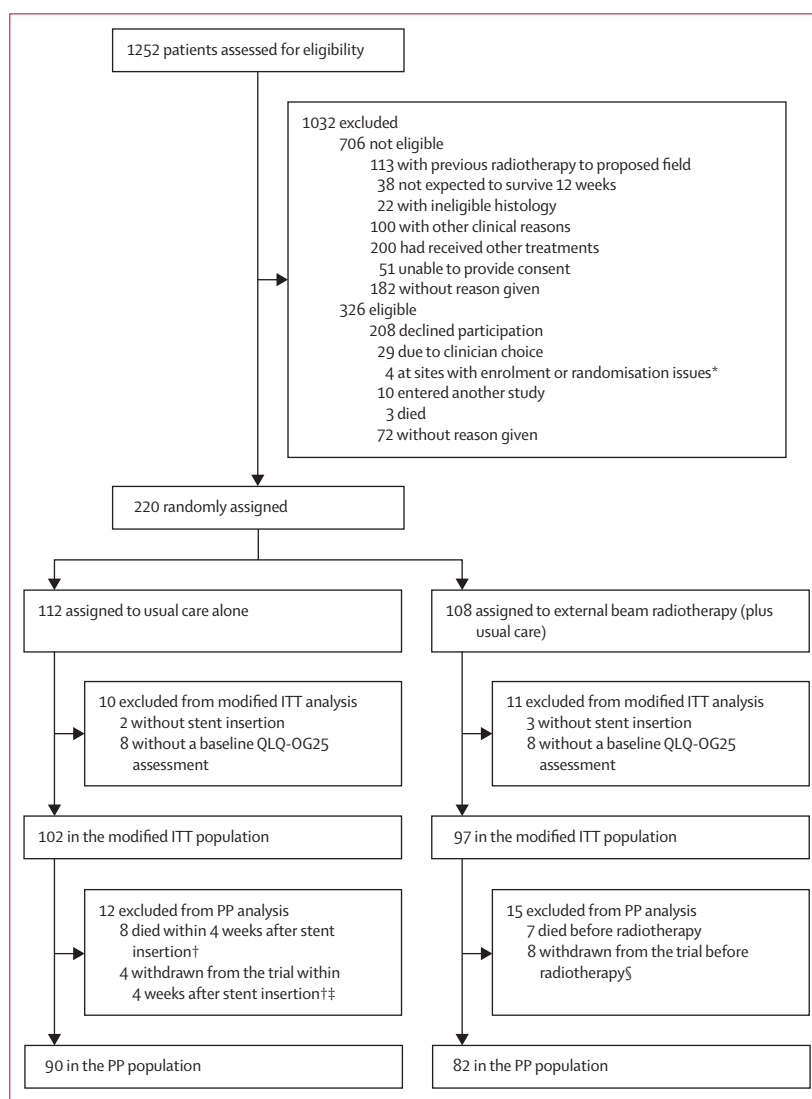 1252 patients assessed for eligibility
1032 excluded
706 not eligible
113 with previous radiotherapy to proposed field
38 not expected to survive 12 weeks
22 with ineligible histology
100 with other clinical reasons
200 had received other treatments
51 unable to provide consent
182 without reason given
326 eligible
208 declined participation
29 due to clinician choice
4 at sites with enrolment or randomisation issues*
10 entered another study
3 died
72 without reason given
220 randomly assigned
112 assigned to usual care alone
108 assigned to external beam radiotherapy (plus
usual care)
10 excluded from modified ITT analysis
2 without stent insertion
8 without a baseline QLQ-OG25
assessment
11 excluded from modified ITT analysis
3 without stent insertion
8 without a baseline QLQ-OG25
assessment
102 in the modified ITT population
97 in the modified ITT population
12 excluded from PP analysis
8 died within 4 weeks after stent
insertion†
4 withdrawn from the trial within
4 weeks after stent insertion†‡
15 excluded from PP analysis
7 died before radiotherapy
8 withdrawn from the trial before
radiotherapy§
90 in the PP population
82 in the PP population